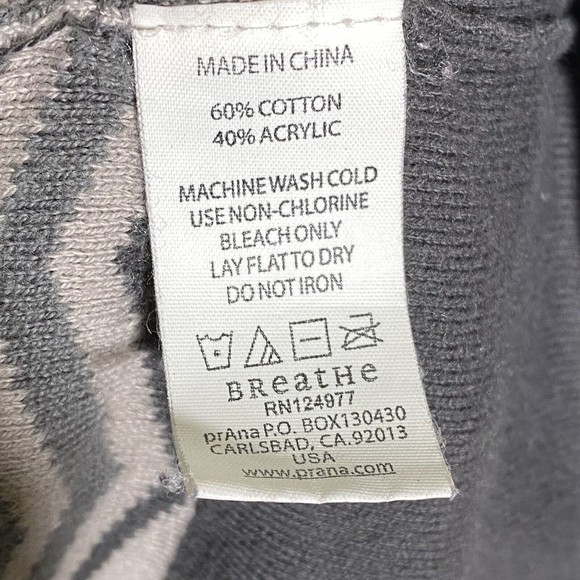 MADE IN CHINA
60% COTTON
40% ACRYLIC
MACHINE WASH COLD
USE NON-CHLORINE
BLEACH ONLY
LAY FLAT TO DRY
DO NOT IRON
BReatHe
RN124977
prAna P.O. BOX130430
CARLSBAD, CA.92013
USA
www.prana.com